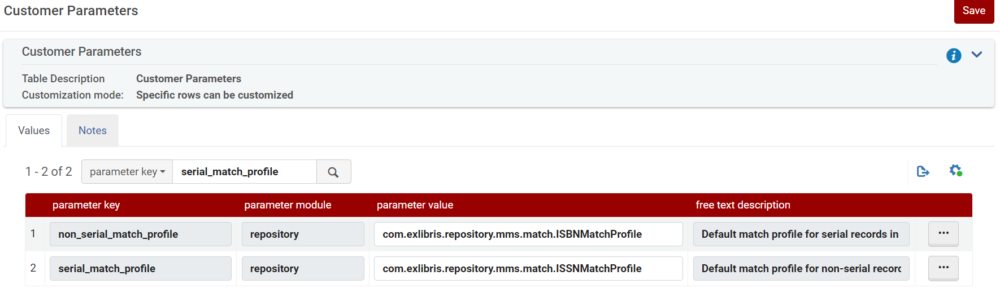 Customer Parameters
Save
Customer Parameters
Table Description Customer Parameters
Customization mode: Specific rows can be customized
Values Notes
1 - 2 of 2 parameter key serial_match_profile
parameter key parameter module parameter value free text description
1 non_serial_match_profile repository com.exlibris.repository.mms.match.ISBNMatchProfile Default match profile for serial records in ...
2 serial_match_profile repository com.exlibris.repository.mms.match.ISSNMatchProfile Default match profile for non-serial recorc ...